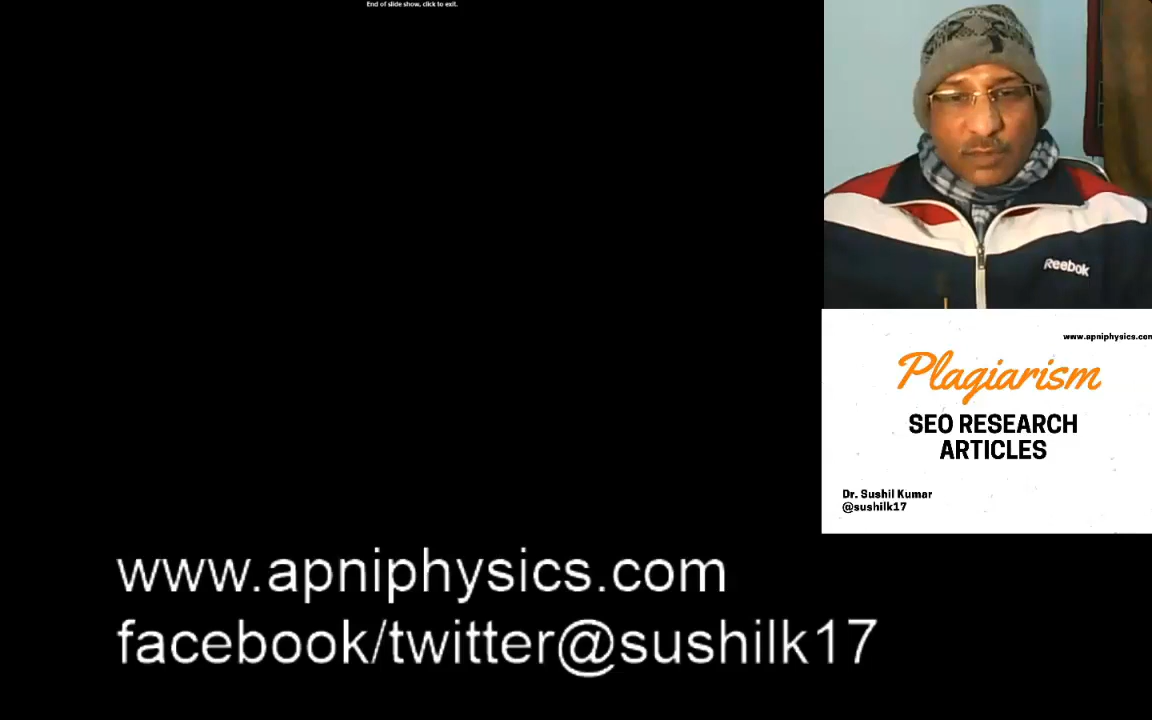 End of slide show, click to exit.
Reebok
www.apniphysics.com
Plagiarism
SEO RESEARCH
ARTICLES
Dr. Sushil Kumar
@sushilk17
www.apniphysics.com
facebook/twitter@sushilk17